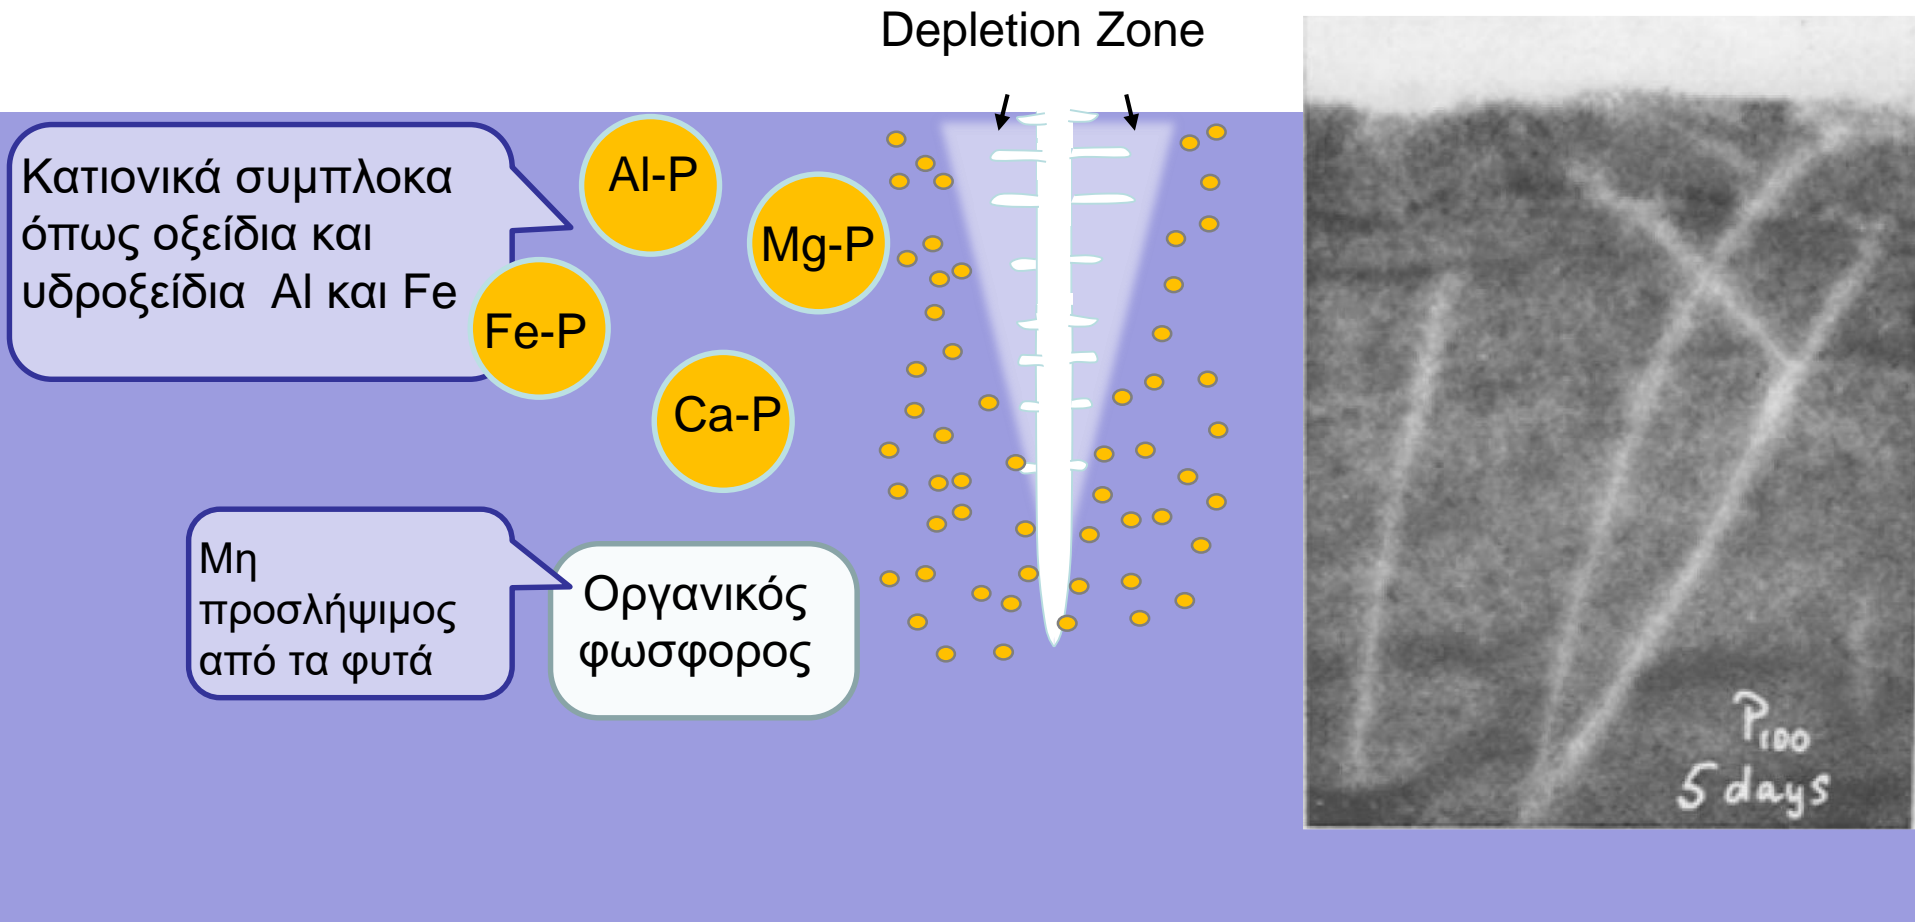 Depletion Zone
Κατιονικά συμπλοκα
όπως οξείδια και
υδροξείδια Al και Fe
Al-P
Mg-P
Fe-P
Ca-P
Μη
προσλήψιμος
από τα φυτά
Οργανικός
φωσφορος
P100
5 days